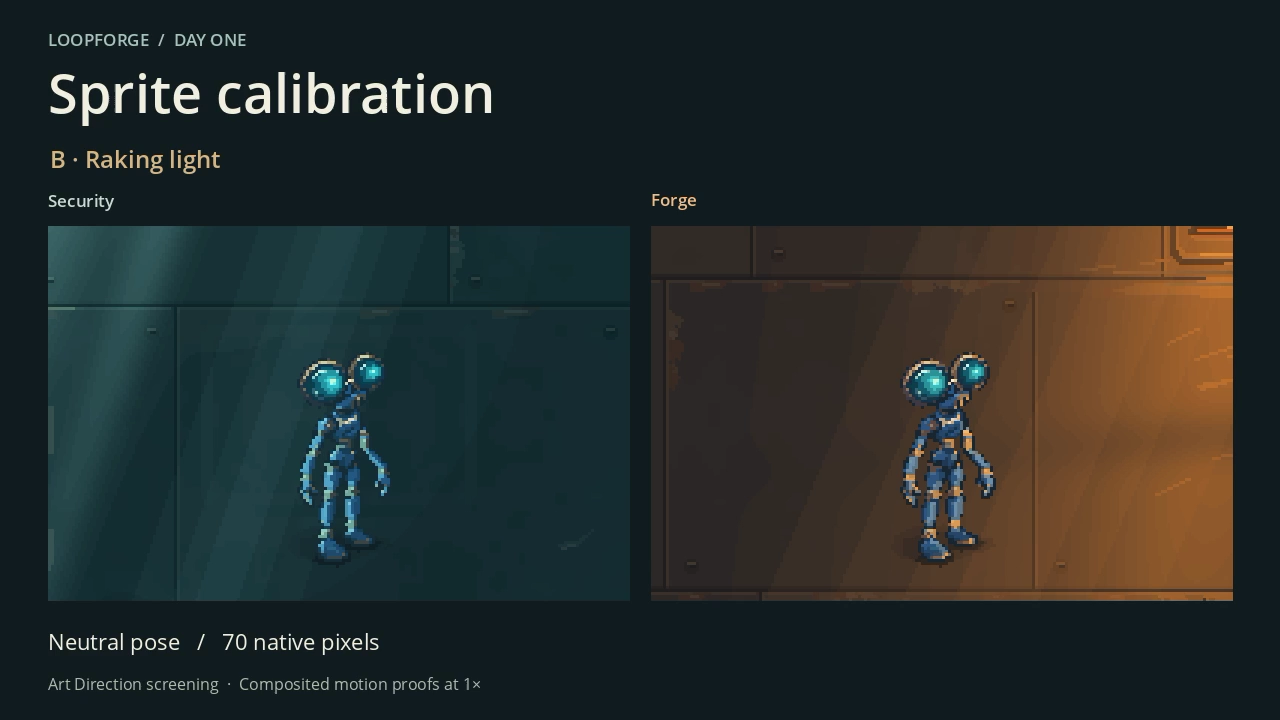 LOOPFORGE / DAY ONE
Sprite calibration
B · Raking light
Security
Forge
Neutral pose / 70 native pixels
Art Direction screening · Composited motion proofs at 1×